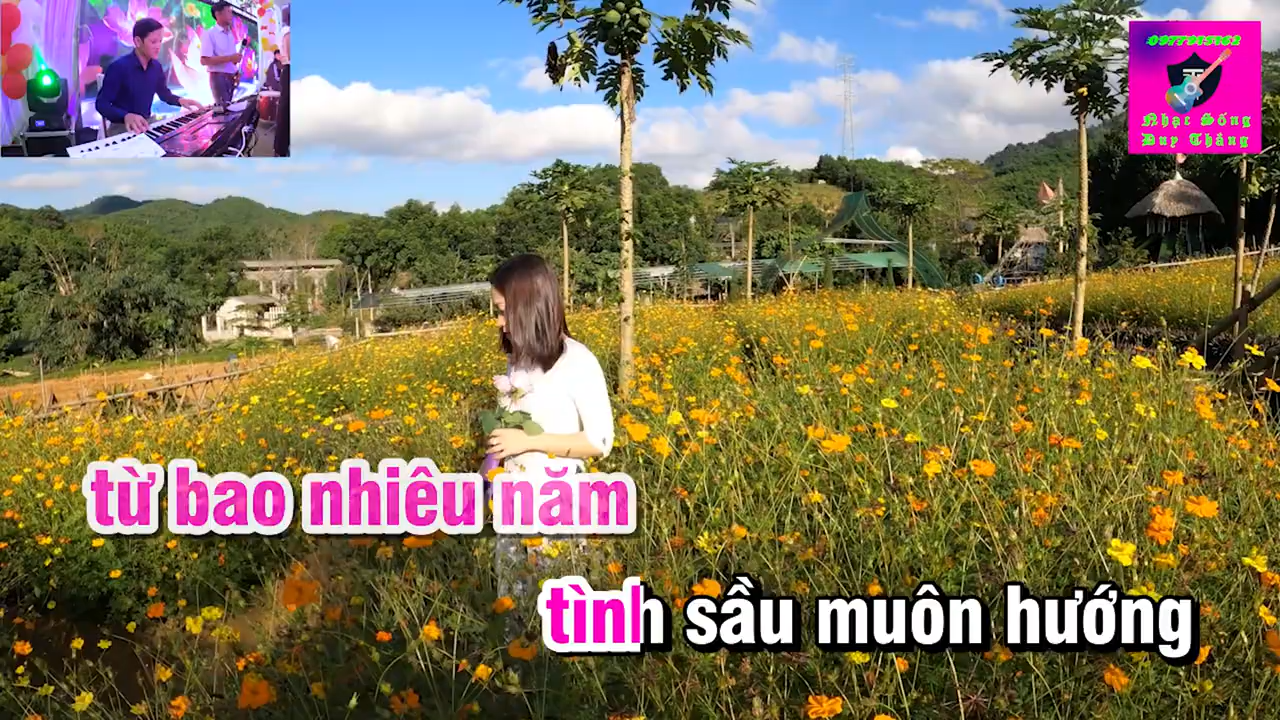 Nhạc Sống
Duy Thắng
từ bao nhiêu năm
tình sầu muôn hướng